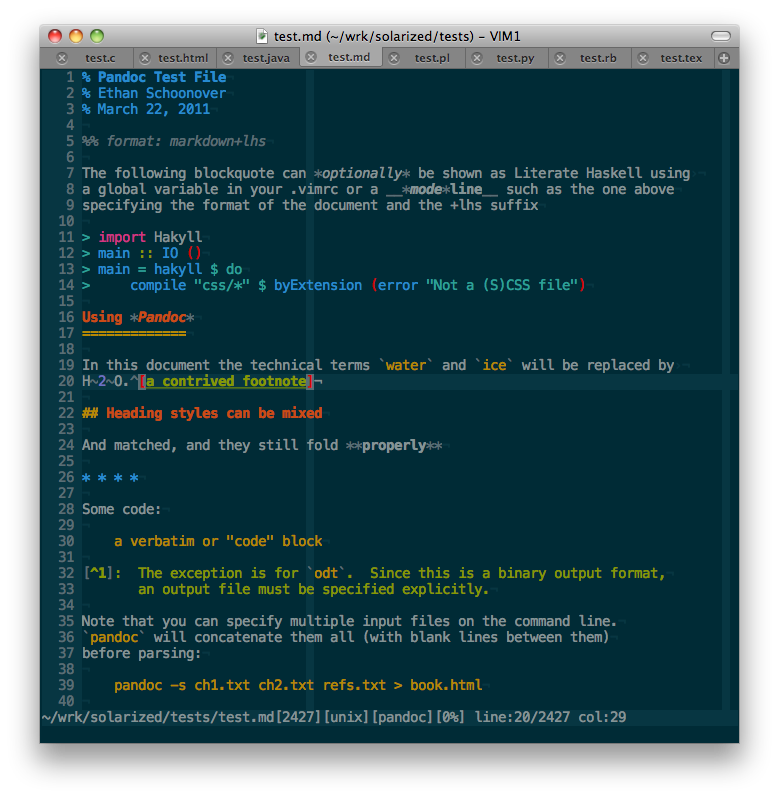 test.md (~/wrk/solarized/tests) – VIM1
test.c test.html test.java test.md test.pl test.py test.rb test.tex
1 % Pandoc Test File¬
2 % Ethan Schoonover¬
3 % March 22, 2011¬
4 ¬
5 %% format: markdown+lhs¬
6 ¬
7 The following blockquote can *optionally* be shown as Literate Haskell using¬
8 a global variable in your .vimrc or a __*mode*line__ such as the one above¬
9 specifying the format of the document and the +lhs suffix¬
10 ¬
11 > import Hakyll¬
12 > main :: IO ()¬
13 > main = hakyll $ do¬
14 >     compile "css/*" $ byExtension (error "Not a (S)CSS file")¬
15 ¬
16 Using *Pandoc*¬
17 =============¬
18 ¬
19 In this document the technical terms `water` and `ice` will be replaced by¬
20 H~2~O.^[a contrived footnote]¬
21 ¬
22 ## Heading styles can be mixed¬
23 ¬
24 And matched, and they still fold **properly**¬
25 ¬
26 * * * *¬
27 ¬
28 Some code:¬
29 ¬
30     a verbatim or "code" block¬
31 ¬
32 [^1]:  The exception is for `odt`.  Since this is a binary output format,¬
33        an output file must be specified explicitly.¬
34 ¬
35 Note that you can specify multiple input files on the command line.¬
36 `pandoc` will concatenate them all (with blank lines between them)¬
37 before parsing:¬
38 ¬
39     pandoc -s ch1.txt ch2.txt refs.txt > book.html¬
40 ¬
~/wrk/solarized/tests/test.md[2427][unix][pandoc][0%] line:20/2427 col:29